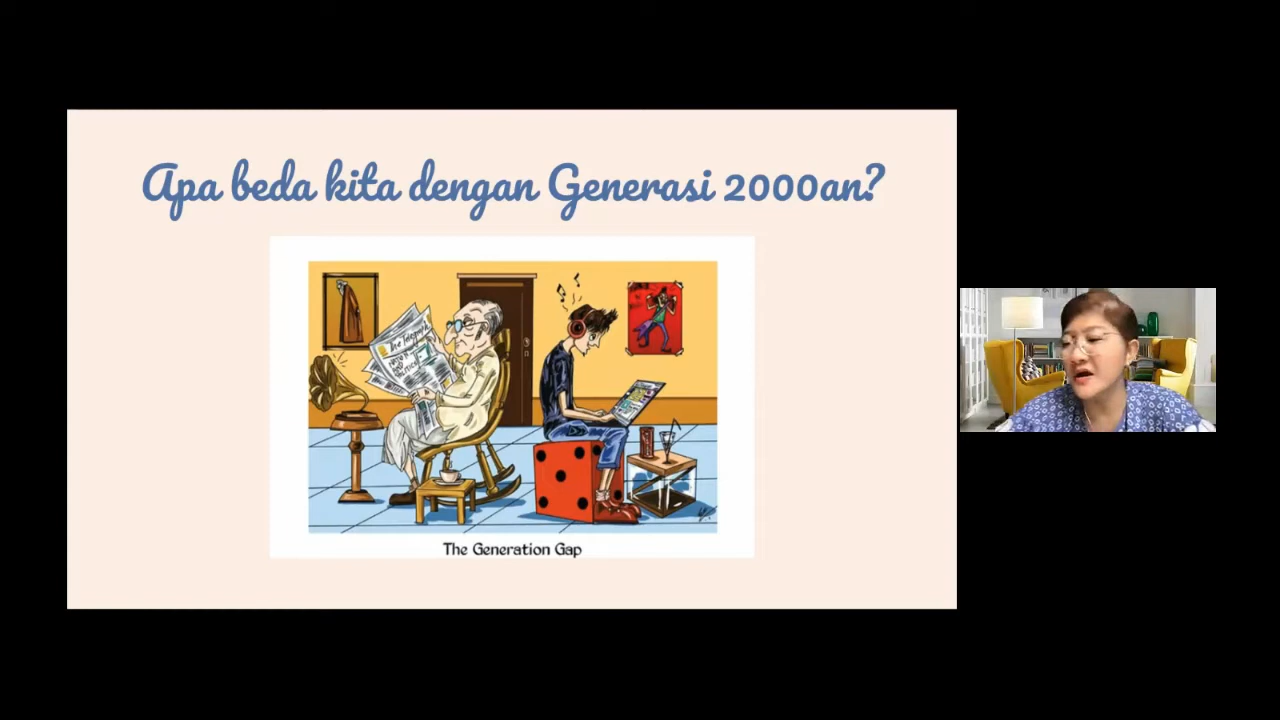 Apa beda kita dengan Generasi 2000an?
The Generation Gap